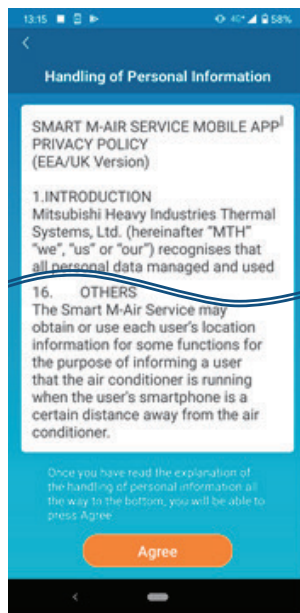 13:15
58%
Handling of Personal Information
SMART M-AIR SERVICE MOBILE APP
PRIVACY POLICY
(EEA/UK Version)
1.INTRODUCTION
Mitsubishi Heavy Industries Thermal
Systems, Ltd. (hereinafter "MTH"
"we", "us" or "our") recognises that
all personal data managed and used
16. OTHERS
The Smart M-Air Service may
obtain or use each user's location
information for some functions for
the purpose of informing a user
that the air conditioner is running
when the user's smartphone is a
certain distance away from the air
conditioner.
Once you have read the explanation of
the handling of personal information all
the way to the bottom, you will be able to
press Agree
Agree